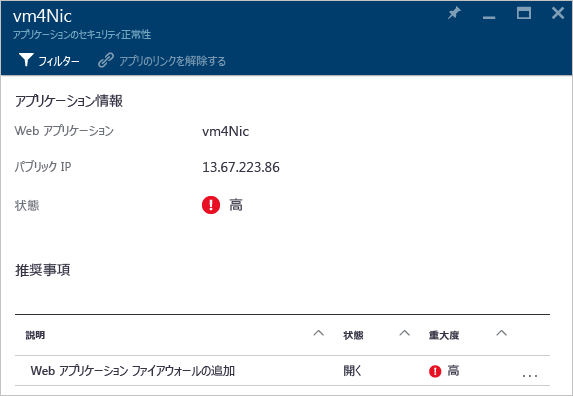 vm4Nic
アプリケーションのセキュリティ正常性
フィルター アプリのリンクを解除する
アプリケーション情報
Web アプリケーション vm4Nic
パブリック IP 13.67.223.86
状態 高
推奨事項
説明 状態 重大度
Web アプリケーション ファイアウォールの追加 開く 高 ...